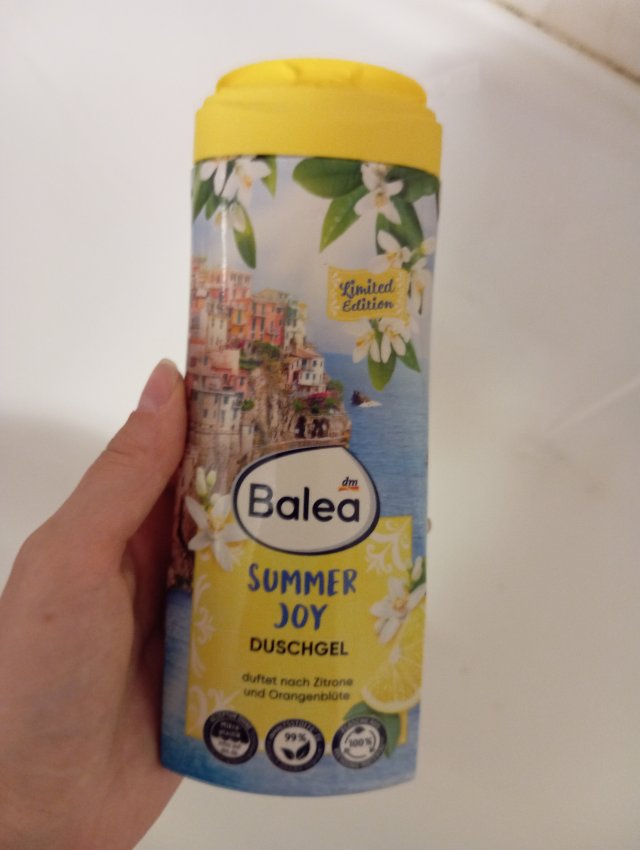 Limited
Edition
dm
Balea
SUMMER
JOY
DUSCHGEL
duftet nach Zitrone
und Orangenblüte
99%
100%